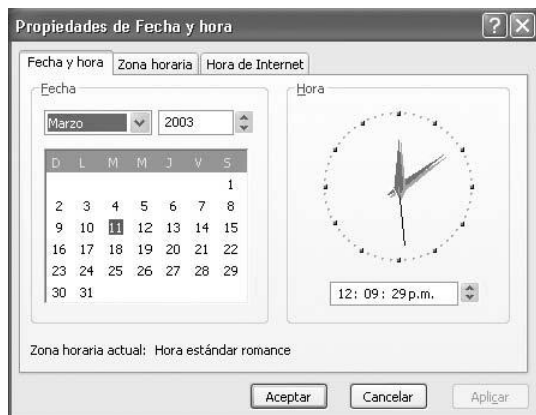 Propiedades de Fecha y hora
Fecha y hora Zona horaria Hora de Internet
Fecha
Marzo 2003
D L M M J V S
1
2 3 4 5 6 7 8
9 10 11 12 13 14 15
16 17 18 19 20 21 22
23 24 25 26 27 28 29
30 31
Hora
12: 09: 29 p.m.
Zona horaria actual: Hora estándar romance
Aceptar Cancelar Aplicar